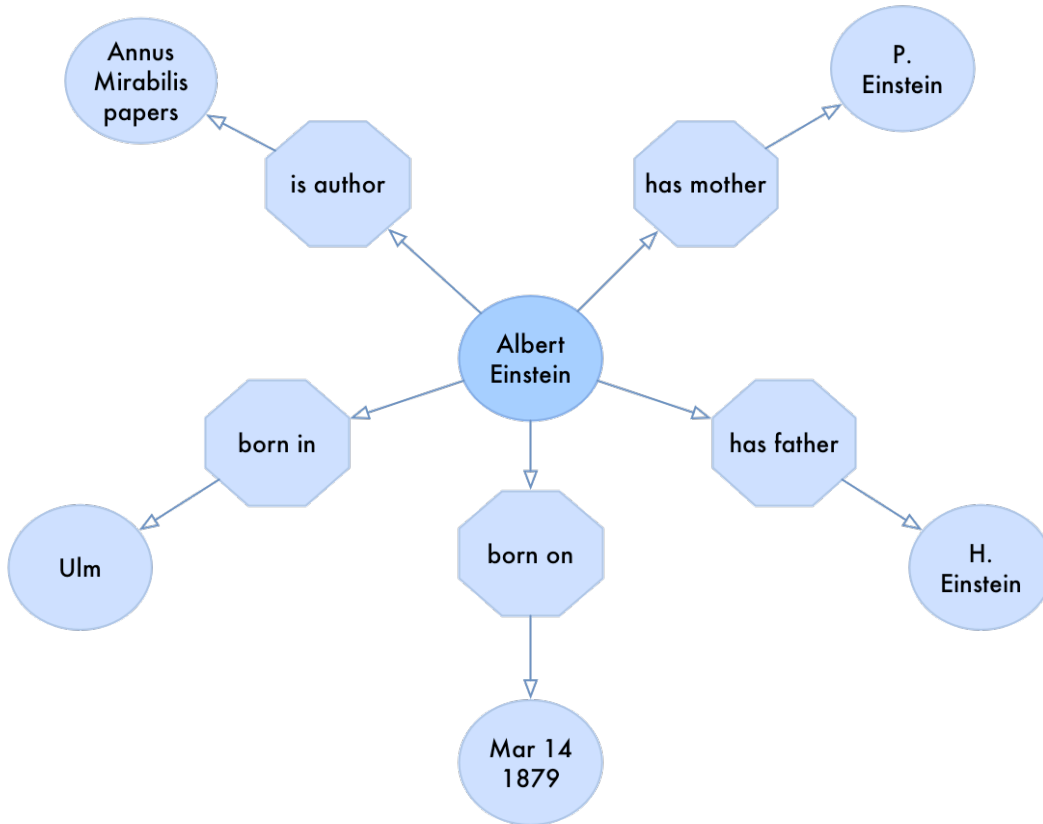 Annus
Mirabilis
papers
P.
Einstein
is author
has mother
Albert
Einstein
born in
has father
born on
Ulm
H.
Einstein
Mar 14
1879